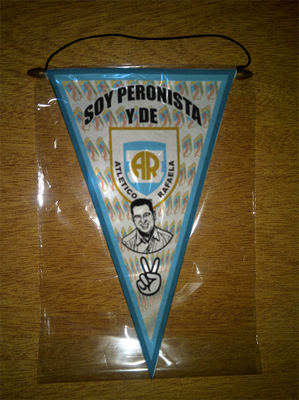 SOY PERONISTA
Y DE
AR
ATLETICO RAFAELA